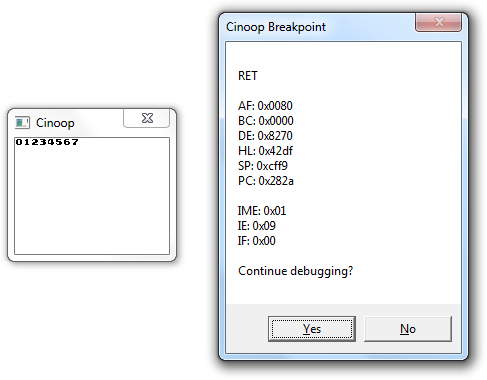 Cinoop
01234567
Cinoop Breakpoint
RET
AF: 0x0080
BC: 0x0000
DE: 0x8270
HL: 0x42df
SP: 0xcff9
PC: 0x282a
IME: 0x01
IE: 0x09
IF: 0x00
Continue debugging?
Yes
No